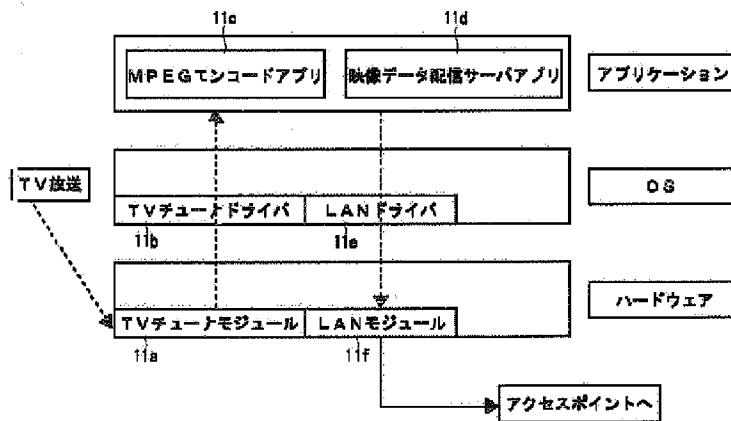 11c
11d
MPEGエンコードアプリ
映像データ配信サーバアプリ
アプリケーション
TV放送
TVチューナドライバ
LANドライバ
OS
11b
11e
ハードウェア
TVチューナモジュール
LANモジュール
11a
11f
アクセスポイントへ